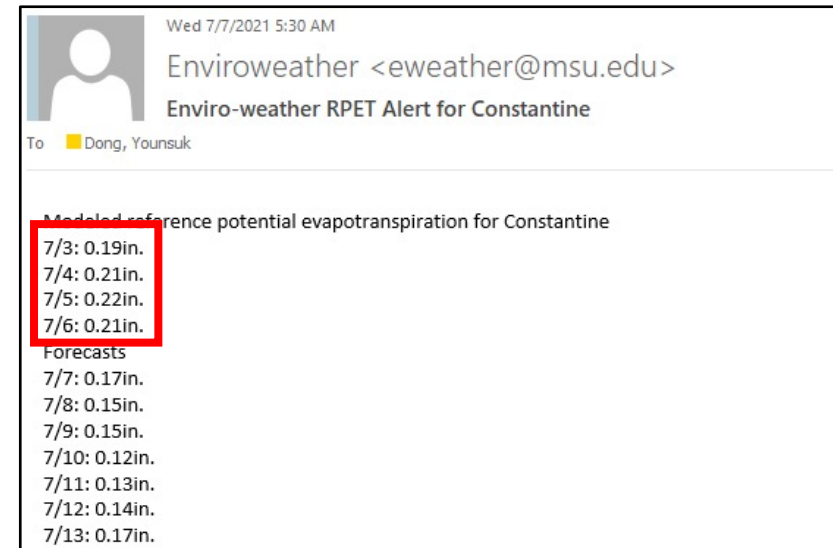 Wed 7/7/2021 5:30 AM
Enviroweather <eweather@msu.edu>
Enviro-weather RPET Alert for Constantine
To Dong, Younsuk
Modeled reference potential evapotranspiration for Constantine
7/3: 0.19in.
7/4: 0.21in.
7/5: 0.22in.
7/6: 0.21in.
Forecasts
7/7: 0.17in.
7/8: 0.15in.
7/9: 0.15in.
7/10: 0.12in.
7/11: 0.13in.
7/12: 0.14in.
7/13: 0.17in.